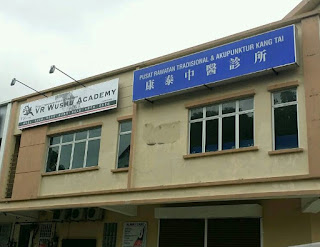 VR WUSHU ACADEMY
PUSAT RAWATAN TRADISIONAL & AKUPUNKTUR KANG TAI
康泰中醫診所